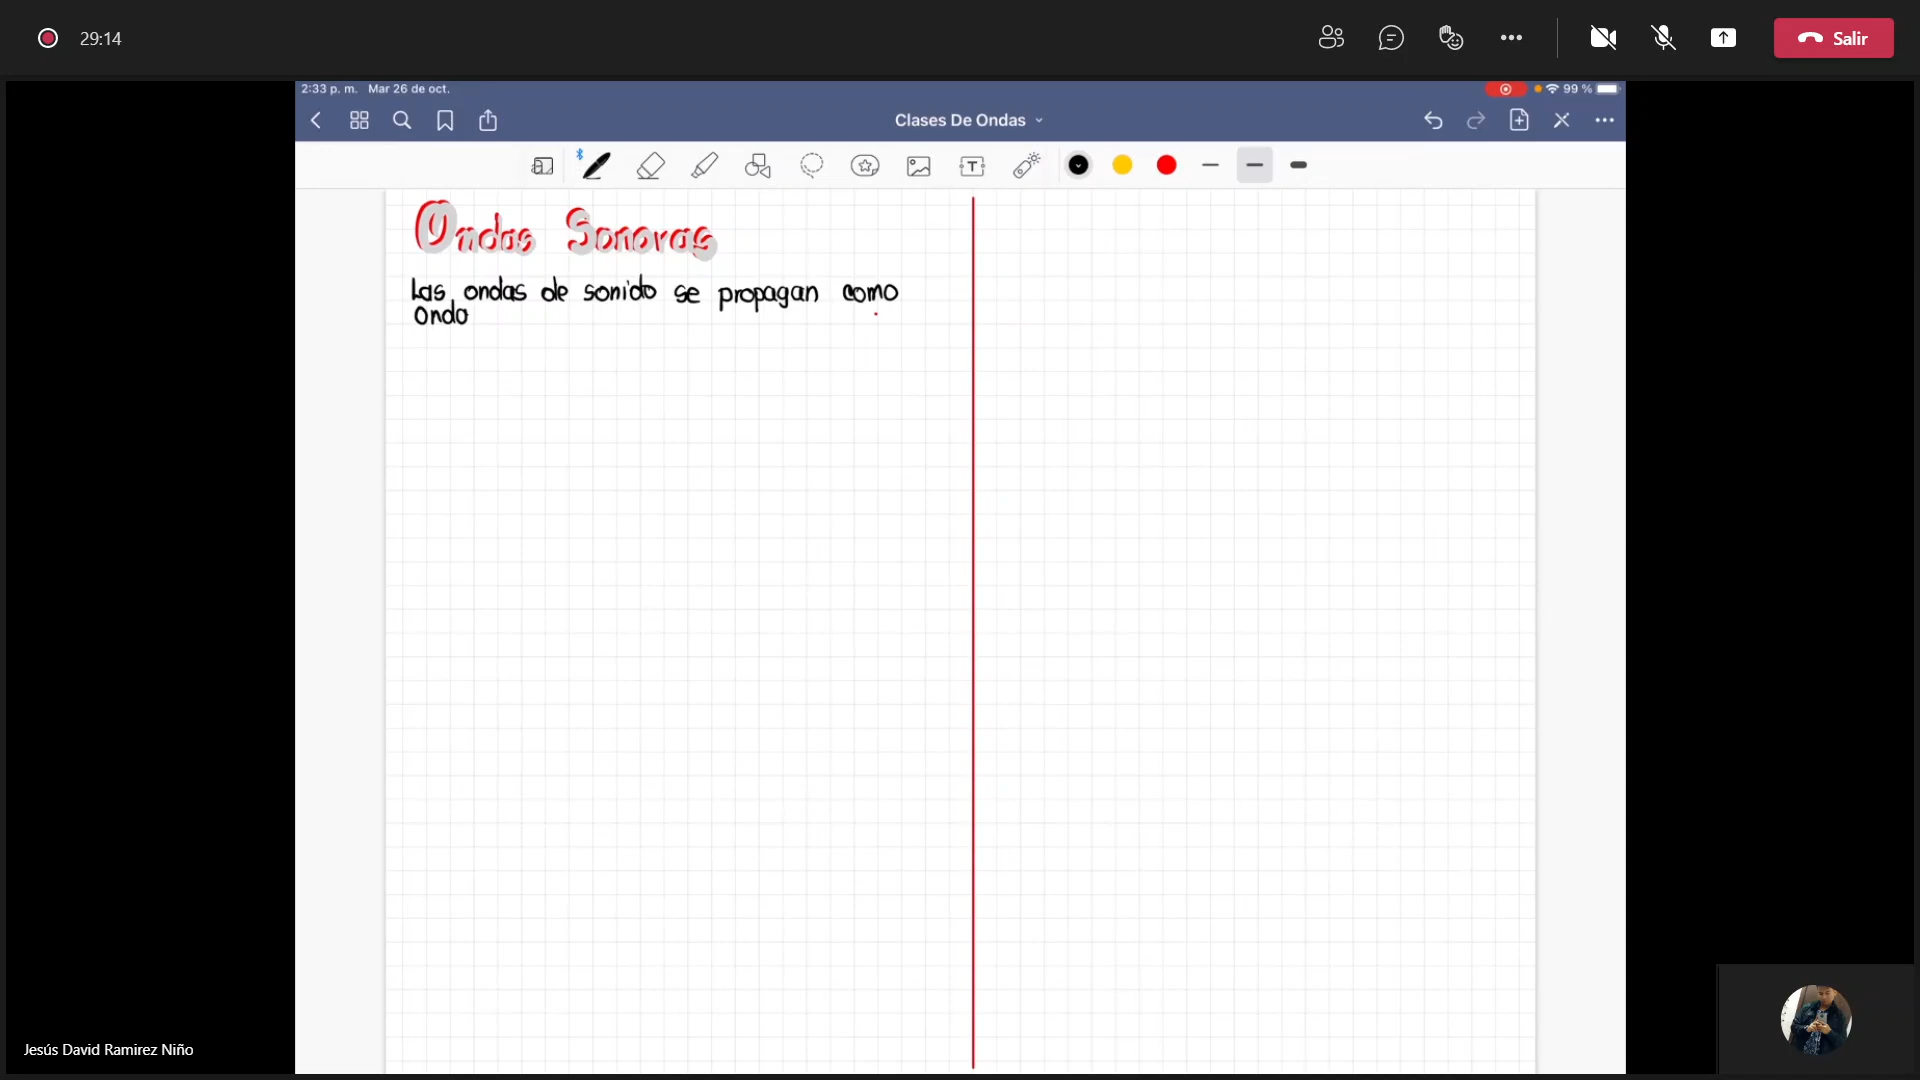 29:14
Salir
2:33 p. m. Mar 26 de oct.
99 %
Clases De Ondas
T
Ondas Sonoras
Las ondas de sonido se propagan como
Onda
Jesús David Ramirez Niño